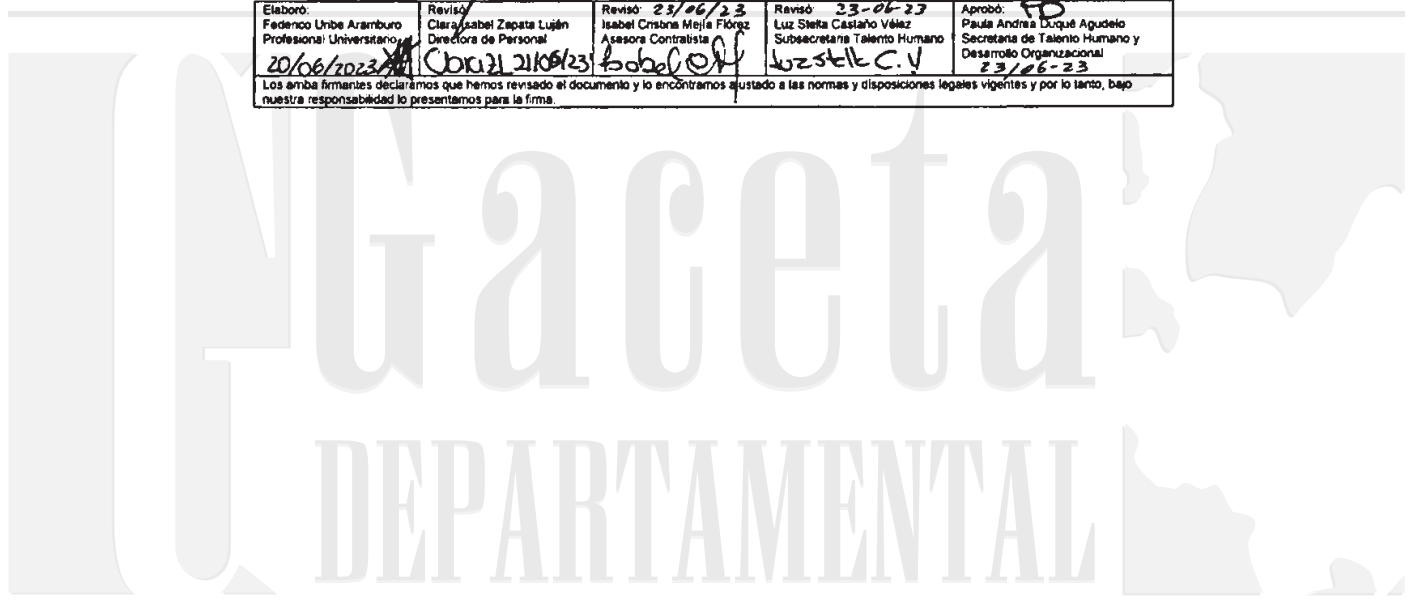 Elaboró:
Federico Uribe Aramburo
Profesional Universitario
20/06/2023
Revisó
Clara Isabel Zapata Luján
Directora de Personal
21/06/23
Revisó: 23/06/23
Isabel Cristina Mejía Flórez
Asesora Contratista
Isabel
Revisó: 23-06-23
Luz Stella Castaño Vélez
Subsecretaria Talento Humano
Luz Stella C. V
Aprobó:
Paula Andrea Duque Agudelo
Secretaria de Talento Humano y
Desarrollo Organizacional
23/06-23
Los arriba firmantes declaramos que hemos revisado el documento y lo encontramos ajustado a las normas y disposiciones legales vigentes y por lo tanto, bajo
nuestra responsabilidad lo presentamos para la firma.
Gaceta
DEPARTAMENTAL